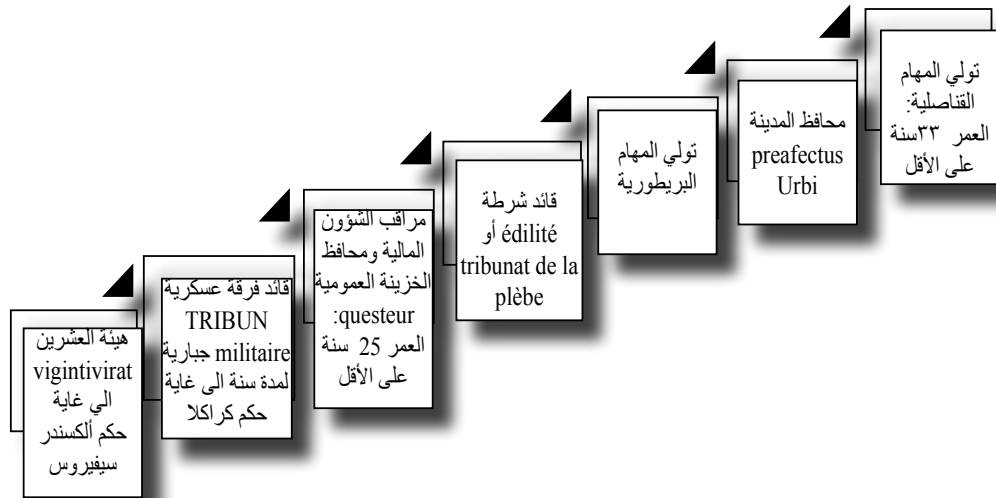 هيئة العشرين
vigintivirat
الي غاية
حكم ألكسندر
سيفيروس
قائد فرقة عسكرية
TRIBUN
militaire جبارية
لمدة سنة الى غاية
حكم كراكلا
مراقب الشؤون
المالية ومحافظ
الخزينة العمومية
questeur:
العمر 25 سنة
على الأقل
قائد شرطة
édilité أو
tribunat de la
plèbe
تولي المهام
البريطورية
محافظ المدينة
preafectus
Urbi
تولي المهام
القناصلية:
العمر ٣٣سنة
على الأقل